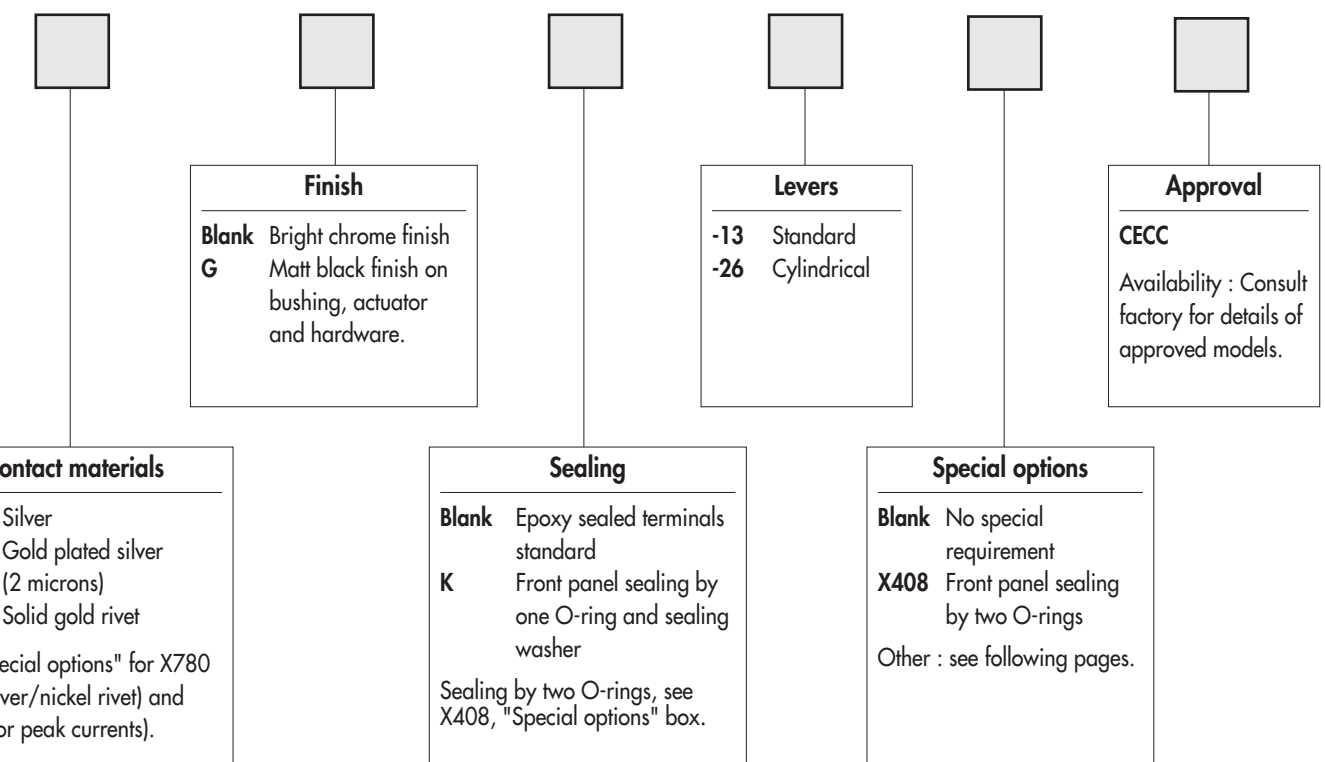 Finish
Blank Bright chrome finish
G Matt black finish on
bushing, actuator
and hardware.
Levers
-13 Standard
-26 Cylindrical
Approval
CECC
Availability : Consult
factory for details of
approved models.
ontact materials
Silver
Gold plated silver
(2 microns)
Solid gold rivet
ecial options" for X780
ver/nickel rivet) and
or peak currents).
Sealing
Blank Epoxy sealed terminals
standard
K Front panel sealing by
one O-ring and sealing
washer
Sealing by two O-rings, see
X408, "Special options" box.
Special options
Blank No special
requirement
X408 Front panel sealing
by two O-rings
Other : see following pages.